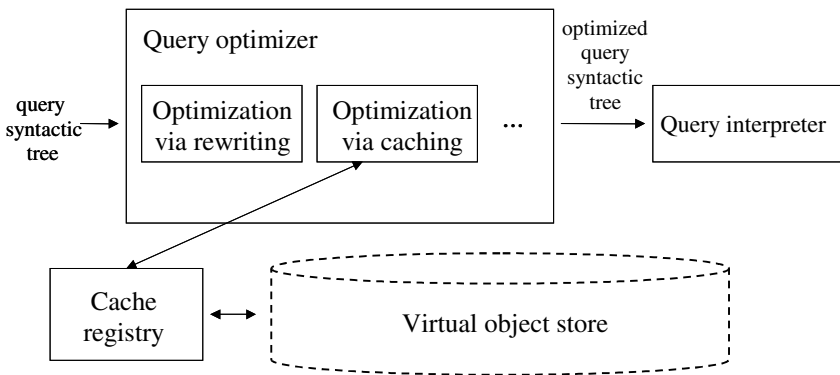 Query optimizer
optimized
query
syntactic
tree
query
syntactic
tree
Optimization
via rewriting
Optimization
via caching
...
Query interpreter
Cache
registry
Virtual object store